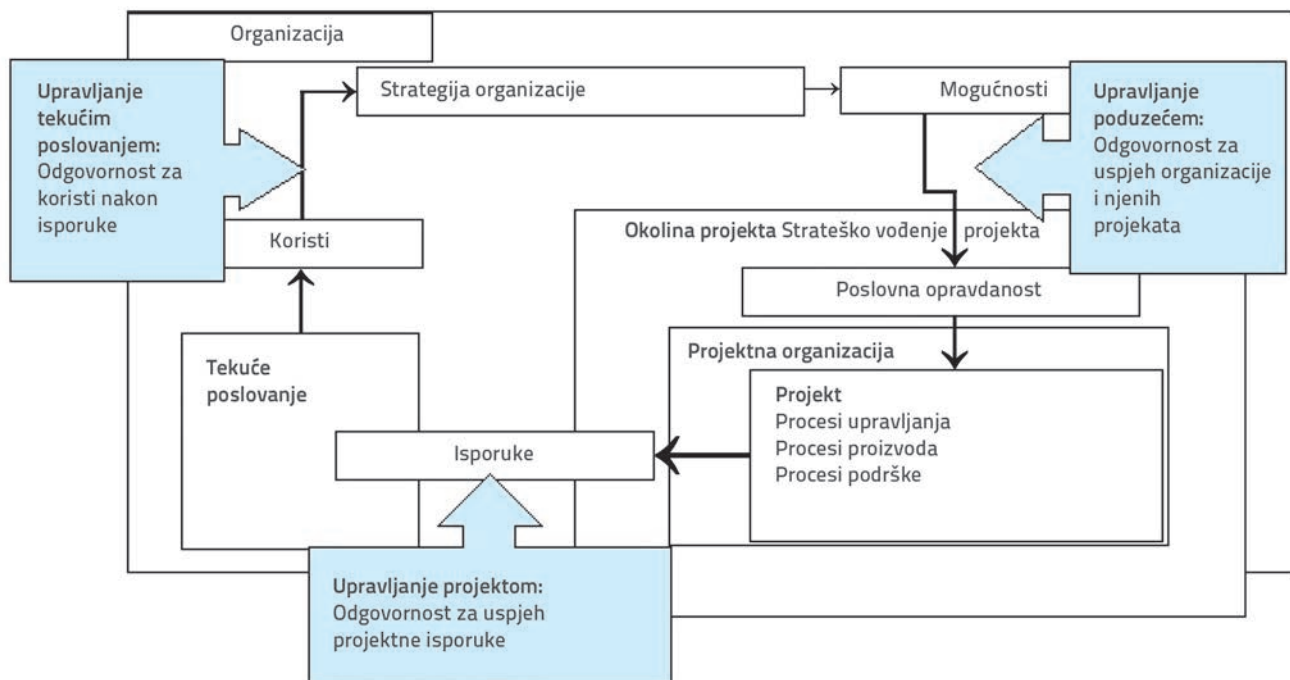 Organizacija
Upravljanje
tekućim
poslovanjem:
Odgovornost za
koristi nakon
isporuke
Strategija organizacije
Mogućnosti
Upravljanje
poduzećem:
Odgovornost za
uspjeh organizacije
i njenih
projekata
Koristi
Okolina projekta Strateško vođenje projekta
Poslovna opravdanost
Projektna organizacija
Tekuće
poslovanje
Projekt
Procesi upravljanja
Procesi proizvoda
Procesi podrške
Isporuke
Upravljanje projektom:
Odgovornost za uspjeh
projektne isporuke